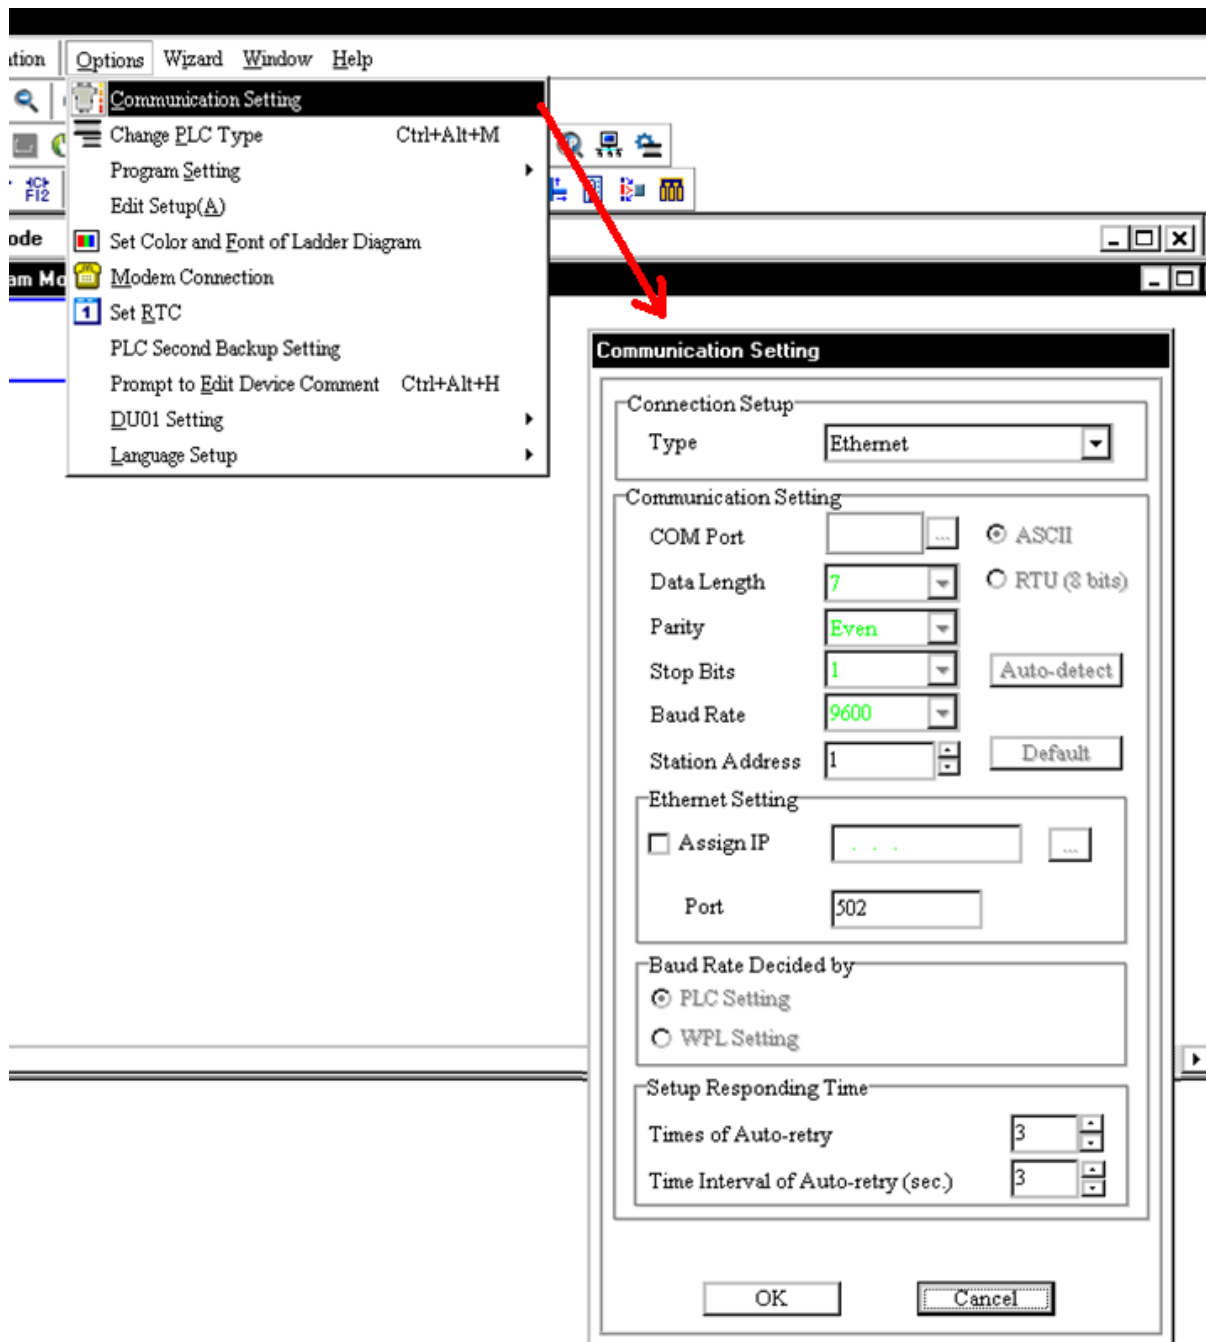 ation Options Wizard Window Help
Communication Setting
Change PLC Type Ctrl+Alt+M
Program Setting
F12
Edit Setup(A)
ode
Set Color and Font of Ladder Diagram
am Mo
Modem Connection
1 Set RTC
PLC Second Backup Setting
Prompt to Edit Device Comment Ctrl+Alt+H
DU01 Setting
Language Setup
Communication Setting
Connection Setup
Type Ethernet
Communication Setting
COM Port ... ASCII
Data Length 7 RTU (8 bits)
Parity Even
Stop Bits 1 Auto-detect
Baud Rate 9600
Station Address 1 Default
Ethernet Setting
Assign IP . . . ...
Port 502
Baud Rate Decided by
PLC Setting
WPL Setting
Setup Responding Time
Times of Auto-retry 3
Time Interval of Auto-retry (sec.) 3
OK Cancel